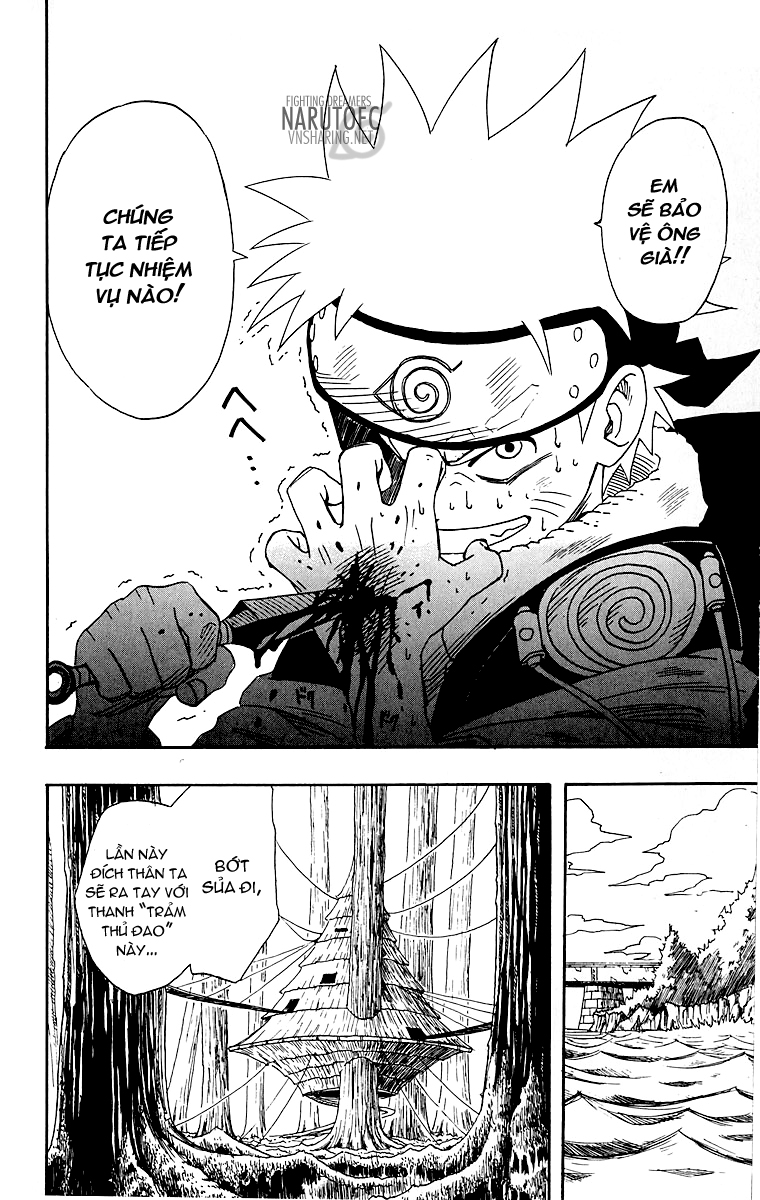 FIGHTING DREAMERS
NARUTOFC
VNSHARING.NET
EM
SẼ BẢO
VỆ ÔNG
GIÀ!!
CHÚNG
TA TIẾP
TỤC NHIỆM
VỤ NÀO!
BỚT
SỦA ĐI,
LẦN NÀY
ĐÍCH THÂN TA
SẼ RA TAY VỚI
THANH "TRẢM
THỦ ĐAO"
NÀY...